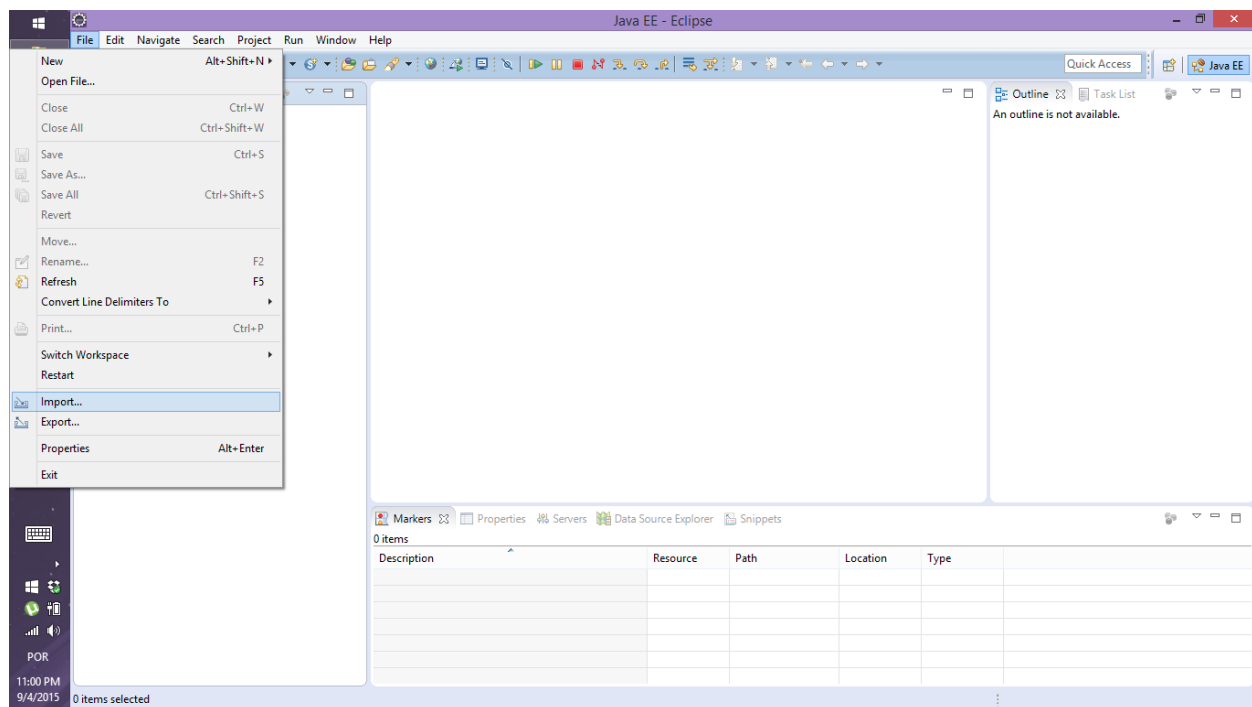 Java EE - Eclipse
File Edit Navigate Search Project Run Window Help
New Alt+Shift+N
Open File...
Close Ctrl+W
Close All Ctrl+Shift+W
Save Ctrl+S
Save As...
Save All Ctrl+Shift+S
Revert
Move...
Rename... F2
Refresh F5
Convert Line Delimiters To
Print... Ctrl+P
Switch Workspace
Restart
Import...
Export...
Properties Alt+Enter
Exit
Quick Access Java EE
Outline Task List
An outline is not available.
Markers Properties Servers Data Source Explorer Snippets
0 items
Description Resource Path Location Type
POR
11:00 PM
9/4/2015
0 items selected